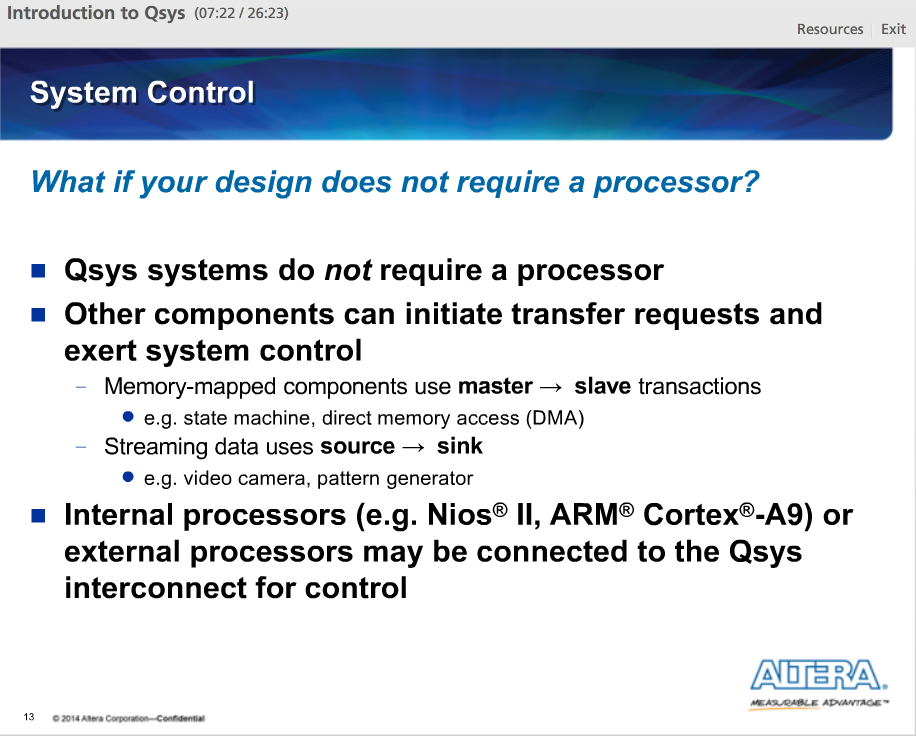 Introduction to Qsys (07:22 / 26:23)
Resources Exit
System Control
What if your design does not require a processor?
Qsys systems do not require a processor
Other components can initiate transfer requests and
exert system control
– Memory-mapped components use master → slave transactions
• e.g. state machine, direct memory access (DMA)
– Streaming data uses source → sink
• e.g. video camera, pattern generator
Internal processors (e.g. Nios® II, ARM® Cortex®-A9) or
external processors may be connected to the Qsys
interconnect for control
ALTERA®
MEASURABLE ADVANTAGE™
13 © 2014 Altera Corporation—Confidential